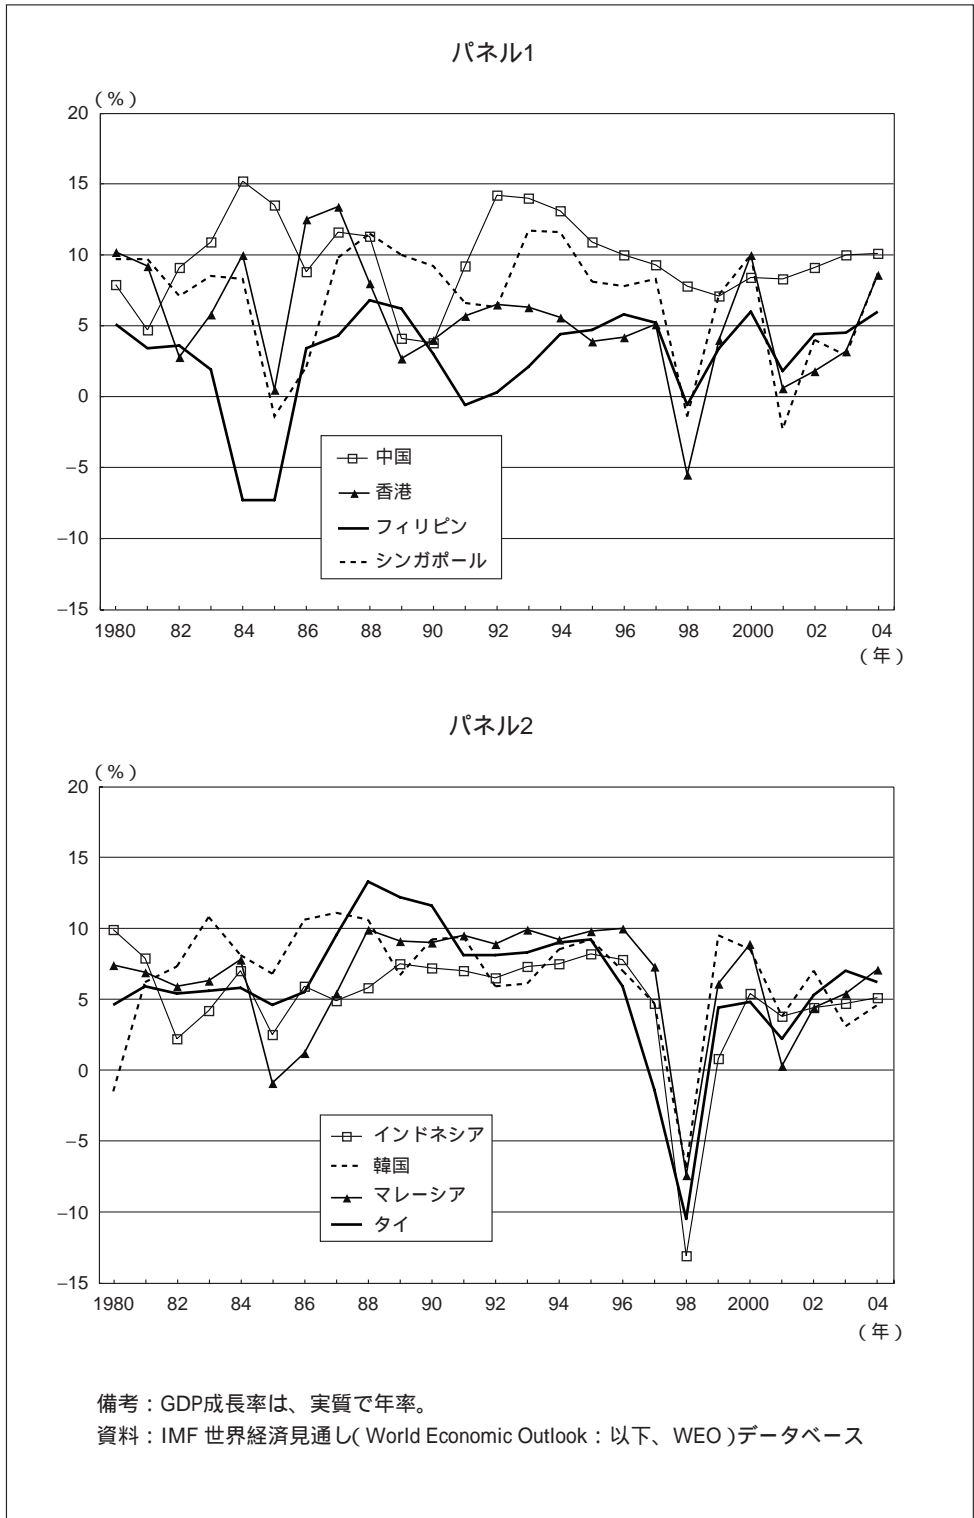 パネル1
(%)
20
15
10
5
0
−5
−10
−15
中国
香港
フィリピン
シンガポール
1980 82 84 86 88 90 92 94 96 98 2000 02 04
(年)
パネル2
(%)
20
15
10
5
0
−5
−10
−15
インドネシア
韓国
マレーシア
タイ
1980 82 84 86 88 90 92 94 96 98 2000 02 04
(年)
備考:GDP成長率は、実質で年率。
資料:IMF 世界経済見通し(World Economic Outlook:以下、WEO)データベース